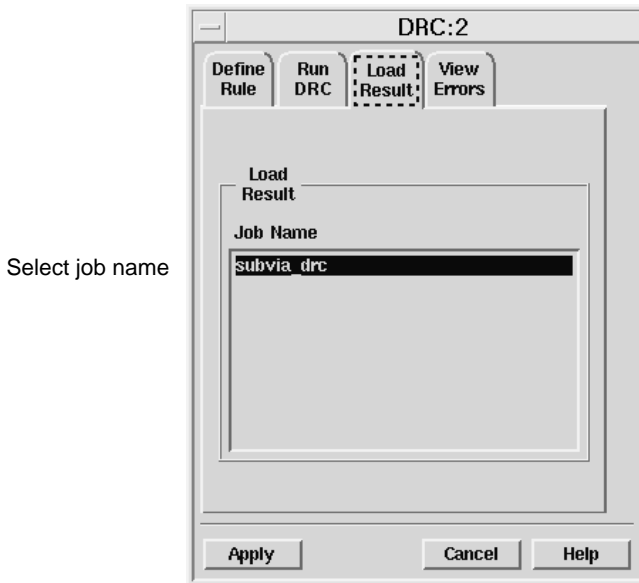 DRC:2
Define Rule
Run DRC
Load Result
View Errors
Load Result
Job Name
Select job name
subvia_drc
Apply
Cancel
Help